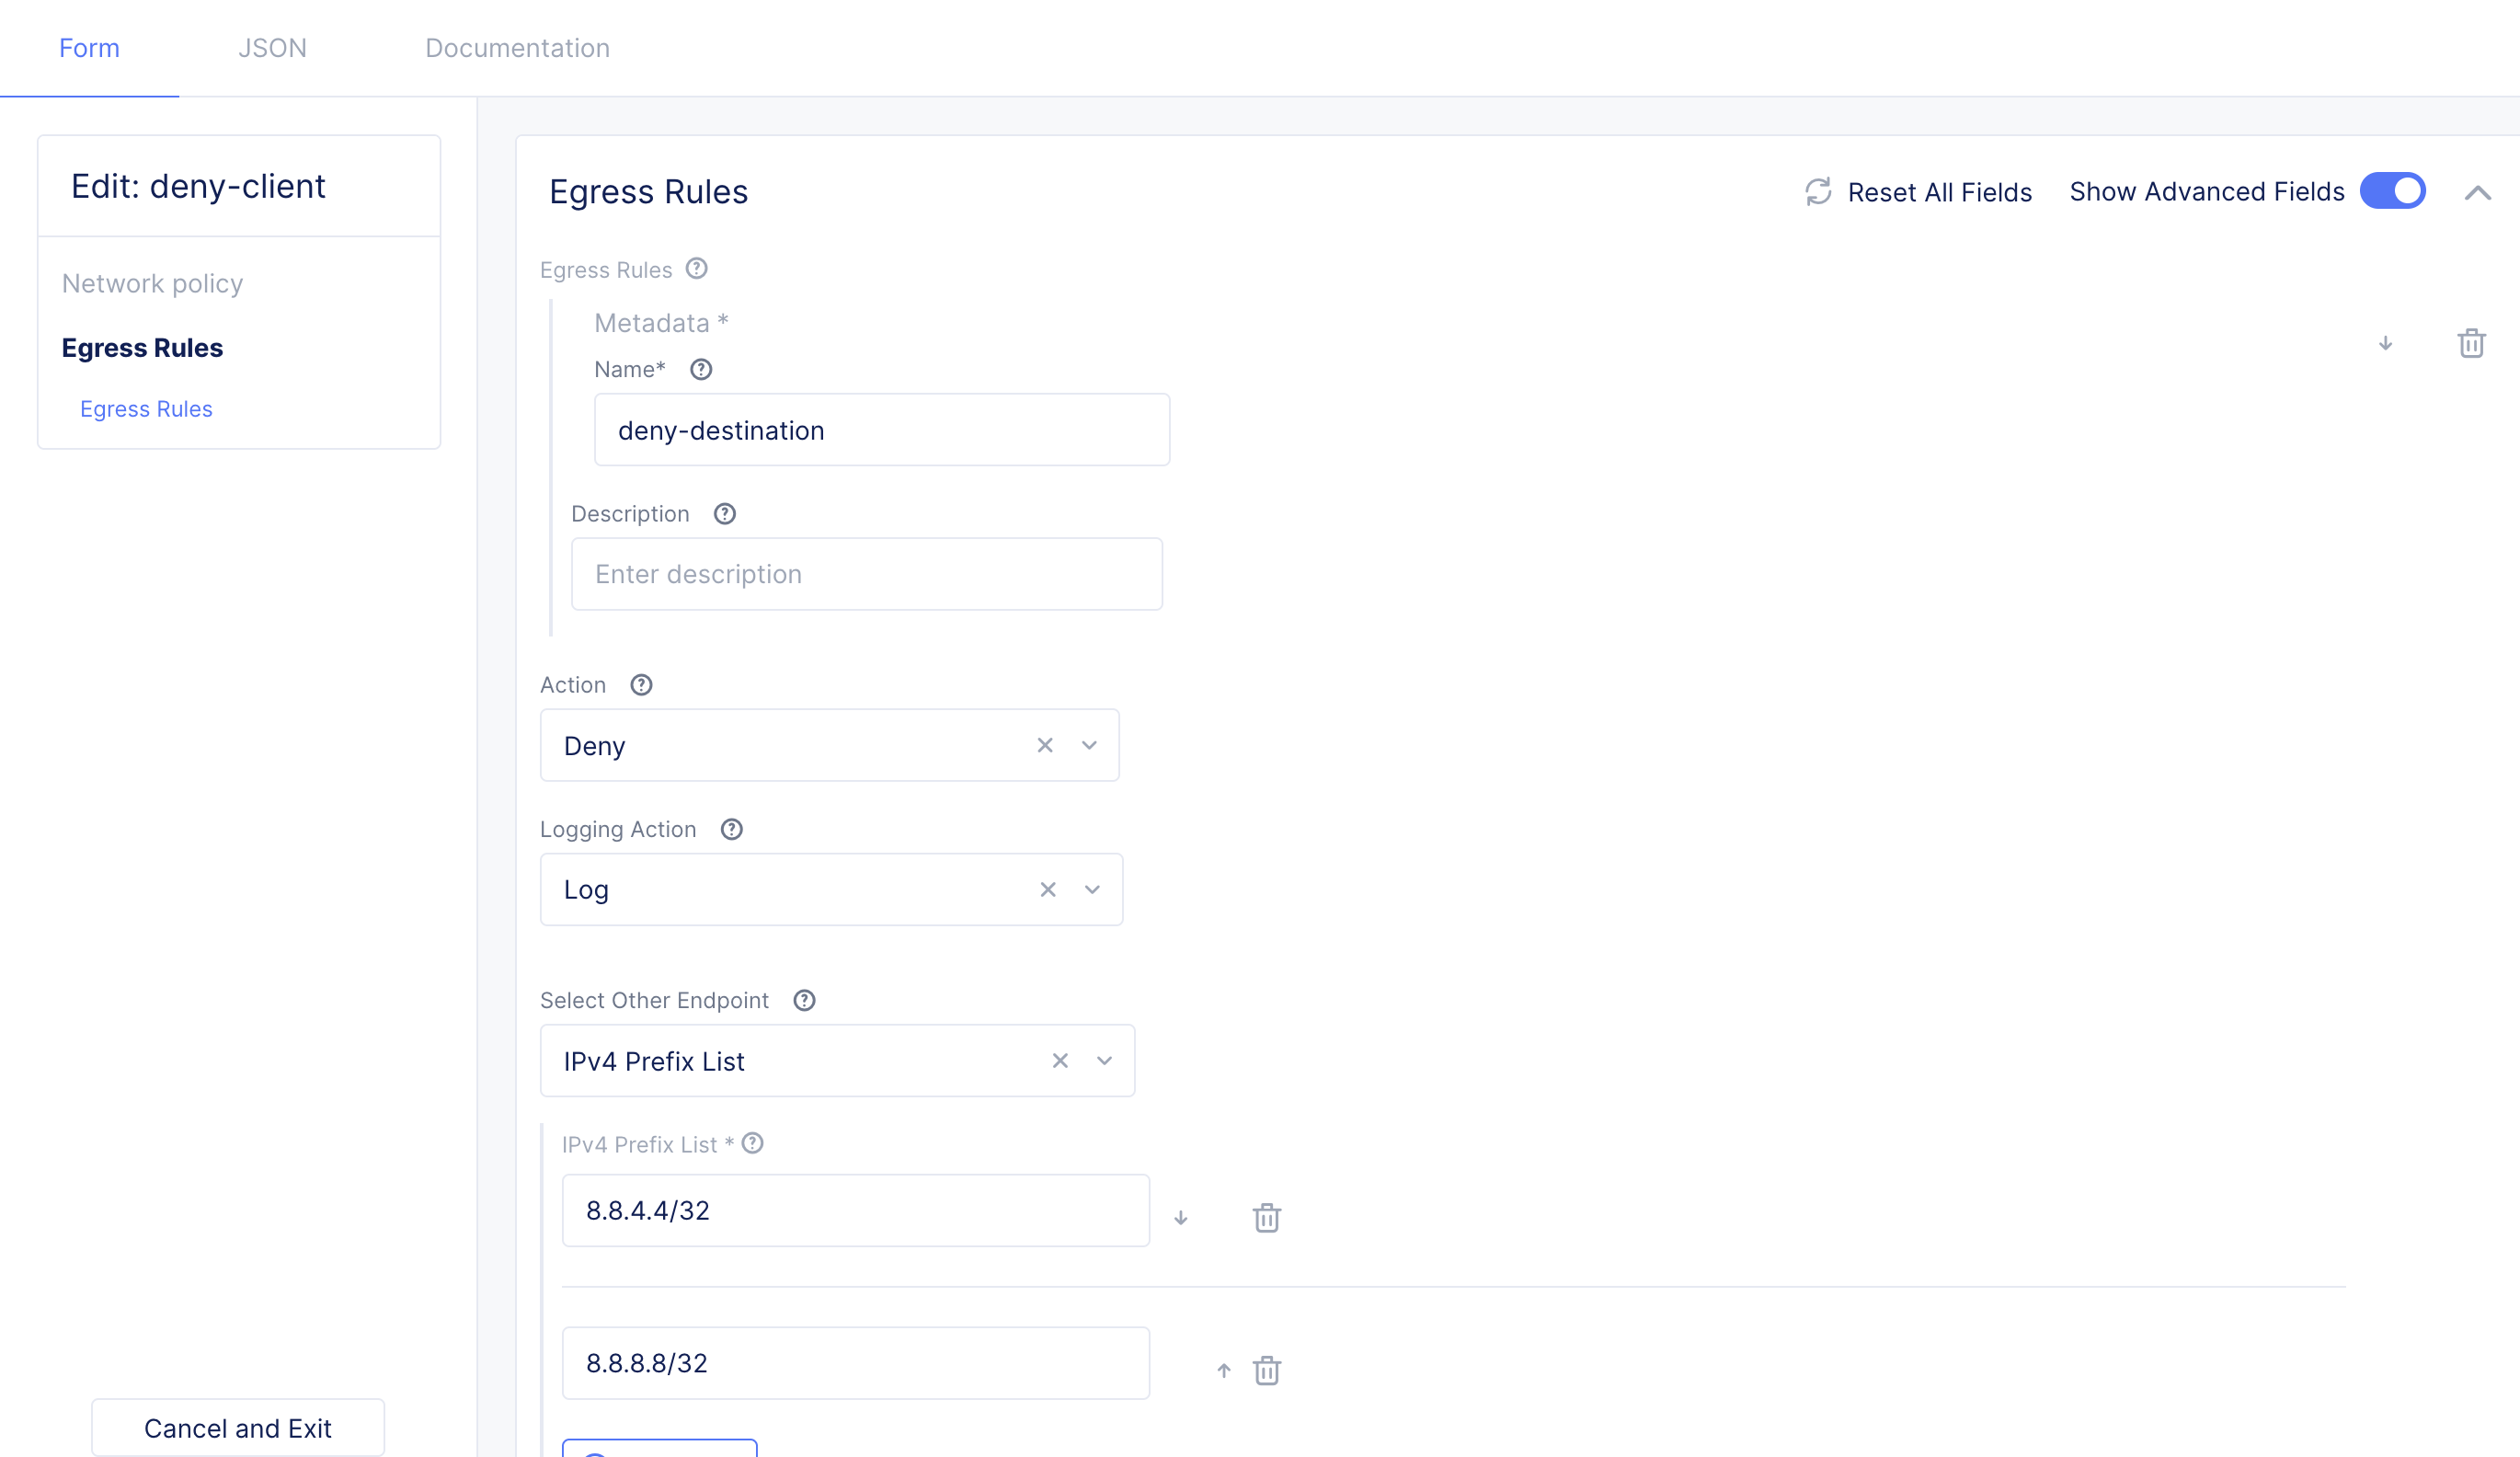 Form
JSON
Documentation
Edit: deny-client
Network policy
Egress Rules
Egress Rules
Cancel and Exit
Egress Rules
Reset All Fields
Show Advanced Fields
Egress Rules
Metadata *
Name*
deny-destination
Description
Enter description
Action
Deny
Logging Action
Log
Select Other Endpoint
IPv4 Prefix List
IPv4 Prefix List *
8.8.4.4/32
8.8.8.8/32